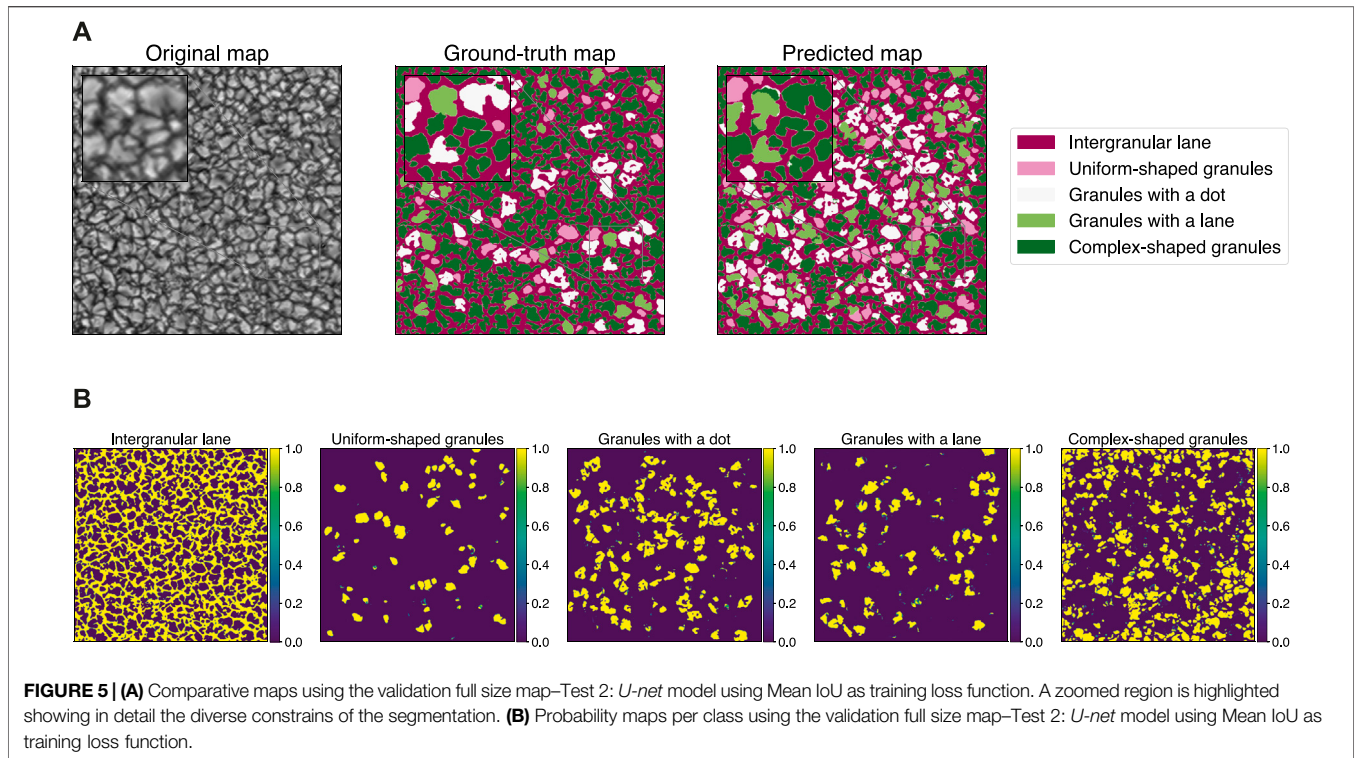 A
Original map
Ground-truth map
Predicted map
Intergranular lane
Uniform-shaped granules
Granules with a dot
Granules with a lane
Complex-shaped granules
B
Intergranular lane
Uniform-shaped granules
Granules with a dot
Granules with a lane
Complex-shaped granules
1.0
0.8
0.6
0.4
0.2
0.0
1.0
0.8
0.6
0.4
0.2
0.0
1.0
0.8
0.6
0.4
0.2
0.0
1.0
0.8
0.6
0.4
0.2
0.0
1.0
0.8
0.6
0.4
0.2
0.0
FIGURE 5 | (A) Comparative maps using the validation full size map–Test 2: U-net model using Mean IoU as training loss function. A zoomed region is highlighted
showing in detail the diverse constrains of the segmentation. (B) Probability maps per class using the validation full size map–Test 2: U-net model using Mean IoU as
training loss function.